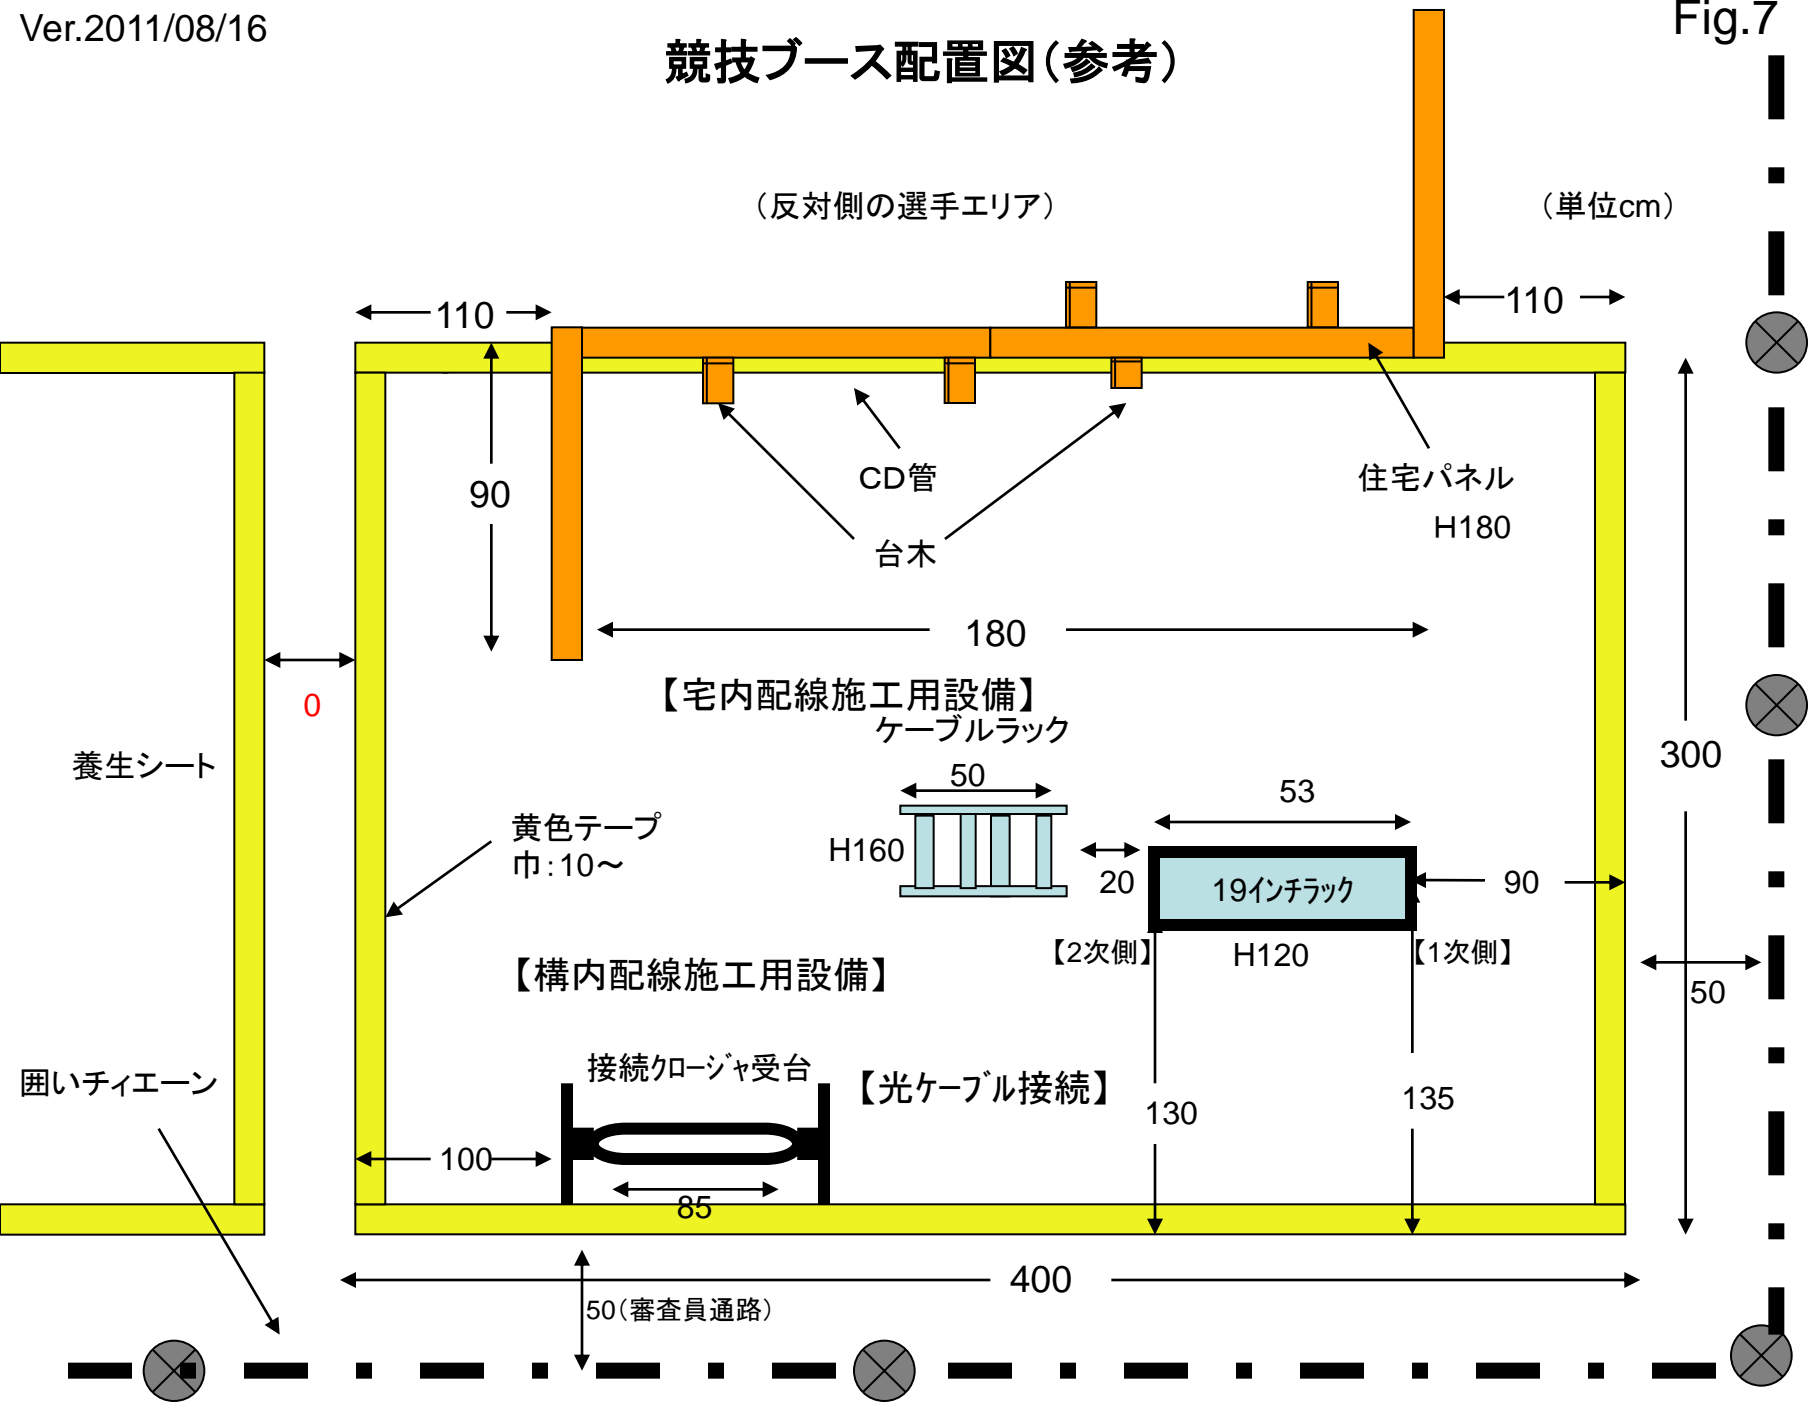 Ver.2011/08/16
Fig.7
競技ブース配置図(参考)
(反対側の選手エリア)
(単位cm)
110
110
90
CD管
台木
住宅パネル
H180
180
0
【宅内配線施工用設備】
ケーブルラック
養生シート
300
50
53
黄色テープ
巾:10~
H160
20
19インチラック
90
【2次側】
H120
【1次側】
【構内配線施工用設備】
50
接続クロージャ受台
【光ケーブル接続】
囲いチィエーン
130
135
100
85
400
50(審査員通路)